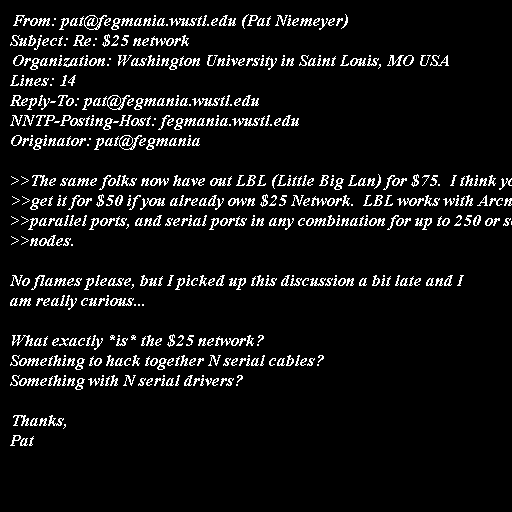 From: pat@fegmania.wustl.edu (Pat Niemeyer)
Subject: Re: $25 network
Organization: Washington University in Saint Louis, MO USA
Lines: 14
Reply-To: pat@fegmania.wustl.edu
NNTP-Posting-Host: fegmania.wustl.edu
Originator: pat@fegmania

>>The same folks now have out LBL (Little Big Lan) for $75.  I think
>>get it for $50 if you already own $25 Network.  LBL works with
>>parallel ports, and serial ports in any combination for up to 250 or
>>nodes.

No flames please, but I picked up this discussion a bit late and I
am really curious...

What exactly *is* the $25 network?
Something to hack together N serial cables?
Something with N serial drivers?

Thanks,
Pat